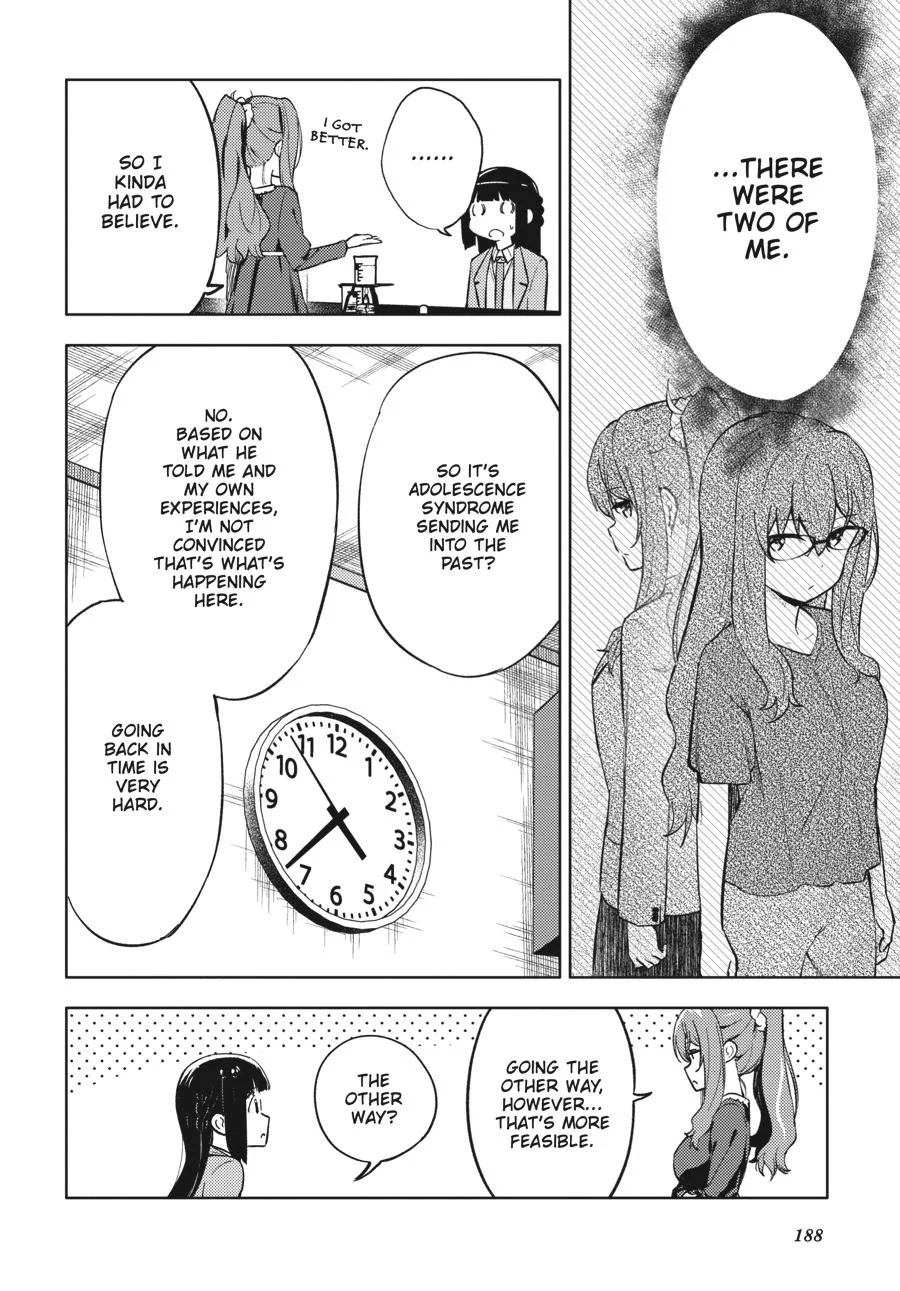 ...THERE
WERE
TWO OF
ME.
......
I GOT
BETTER.
SO I
KINDA
HAD TO
BELIEVE.
SO IT'S
ADOLESCENCE
SYNDROME
SENDING ME
INTO THE
PAST?
NO.
BASED ON
WHAT HE
TOLD ME AND
MY OWN
EXPERIENCES,
I'M NOT
CONVINCED
THAT'S WHAT'S
HAPPENING
HERE.
GOING
BACK IN
TIME IS
VERY
HARD.
12
1
2
3
4
5
6
7
8
9
10
11
GOING THE
OTHER WAY,
HOWEVER...
THAT'S MORE
FEASIBLE.
THE
OTHER
WAY?
188